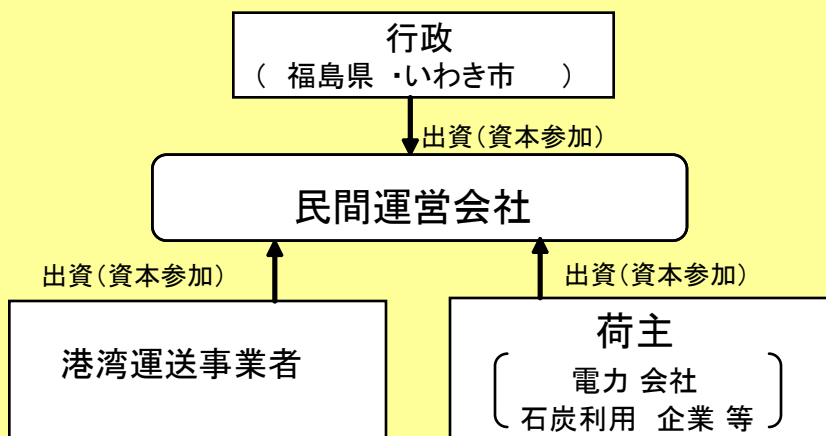 行政
（ 福島県 ・いわき市 ）
出資（資本参加）
民間運営会社
出資（資本参加）
出資（資本参加）
港湾運送事業者
荷主
電力 会社
石炭利用 企業 等